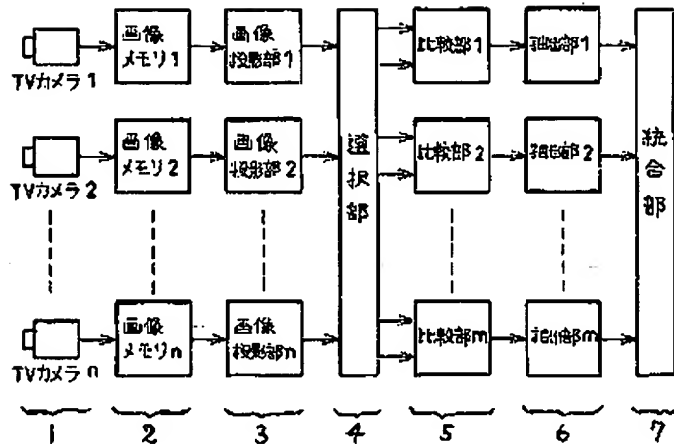 画像
メモリ1
画像
投影部1
比較部1
抽出部1
TVカメラ1
画像
メモリ2
画像
投影部2
選択部
比較部2
抽出部2
統合部
TVカメラ2
画像
メモリn
画像
投影部n
比較部m
抽出部m
TVカメラn
1 2 3 4 5 6 7